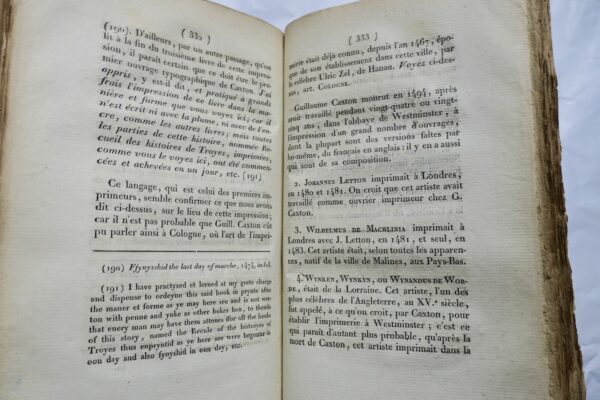 ( 332 )
(190). D'ailleurs, par un autre passage, qu'on
lit à la fin du troisième livre de cette impres-
sion, il paraît certain que ce doit être le pre-
mier ouvrage typographique de Caxton. J'ai
appris, y est-il dit, et pratiqué à grands
frais l'impression de ce livre dans la ma-
nière et forme que vous voyez ici; car il
n'est écrit ni avec la plume, ni avec de l'en-
cre, comme les autres livres; mais toutes
les parties de cette histoire, nommée Re-
cueil des histoires de Troyes, imprimées,
comme vous le voyez ici, ont été commen-
cées et achevées en un jour, etc. (191)
Ce langage, qui est celui des premiers im-
primeurs, semble confirmer ce que nous avons
dit ci-dessus, sur le lieu de cette impression;
car il n'est pas probable que Guill. Caxton eût
pu parler ainsi à Cologne, où l'art de l'impri-
(190) Ffynysshid the last day of marche, 1474, in-fol.
(191) I have practysed et lerned at my grete charge
and dispense to ordeyne this said book in prynte after
the maner et forme as ye may here see and is not wre-
ton with penne and ynke as other bokes ben, to thende
that euery man may have them attones for all the books
of this story, named the Recule of the historyes of
Troyes thus enpryntid as ye here see were begonne in
oon day and also fynyshid in oon day, etc.
( 333 )
merie était déjà connu, depuis l'an 1467, épo-
que de son établissement dans cette ville, par
le célèbre Ulric Zel, de Hanau. Voyez ci-des-
sus, art. COLOGNE.
Guillaume Caxton mourut en 1494, après
avoir travaillé pendant vingt-quatre ou vingt-
cinq ans, dans l'abbaye de Westminster, à
l'impression d'un grand nombre d'ouvrages,
dont la plupart sont des versions faites par
lui-même, du français en anglais: il y en a aussi
qui sont de sa composition.
2. JOHANNES LETTON imprimait à Londres,
en 1480 et 1481. On croit que cet artiste avait
travaillé comme ouvrier imprimeur chez G.
Caxton.
3. WILHELMUS DE MACHLINIA imprimait à
Londres avec J. Letton, en 1481, et seul, en
1483. Cet artiste était, selon toutes les apparen-
ces, natif de la ville de Malines, aux Pays-Bas.
4. WINKEN, WINKYN, ou WYNANDUS DE WOR-
DE, était de la Lorraine. Cet artiste, l'un des
plus célèbres de l'Angleterre, au XV.e siècle,
fut appelé, à ce qu'on croit, par Caxton, pour
établir l'imprimerie à Westminster; c'est ce
qui paraît d'autant plus probable, qu'après la
mort de Caxton, cet artiste imprimait dans la